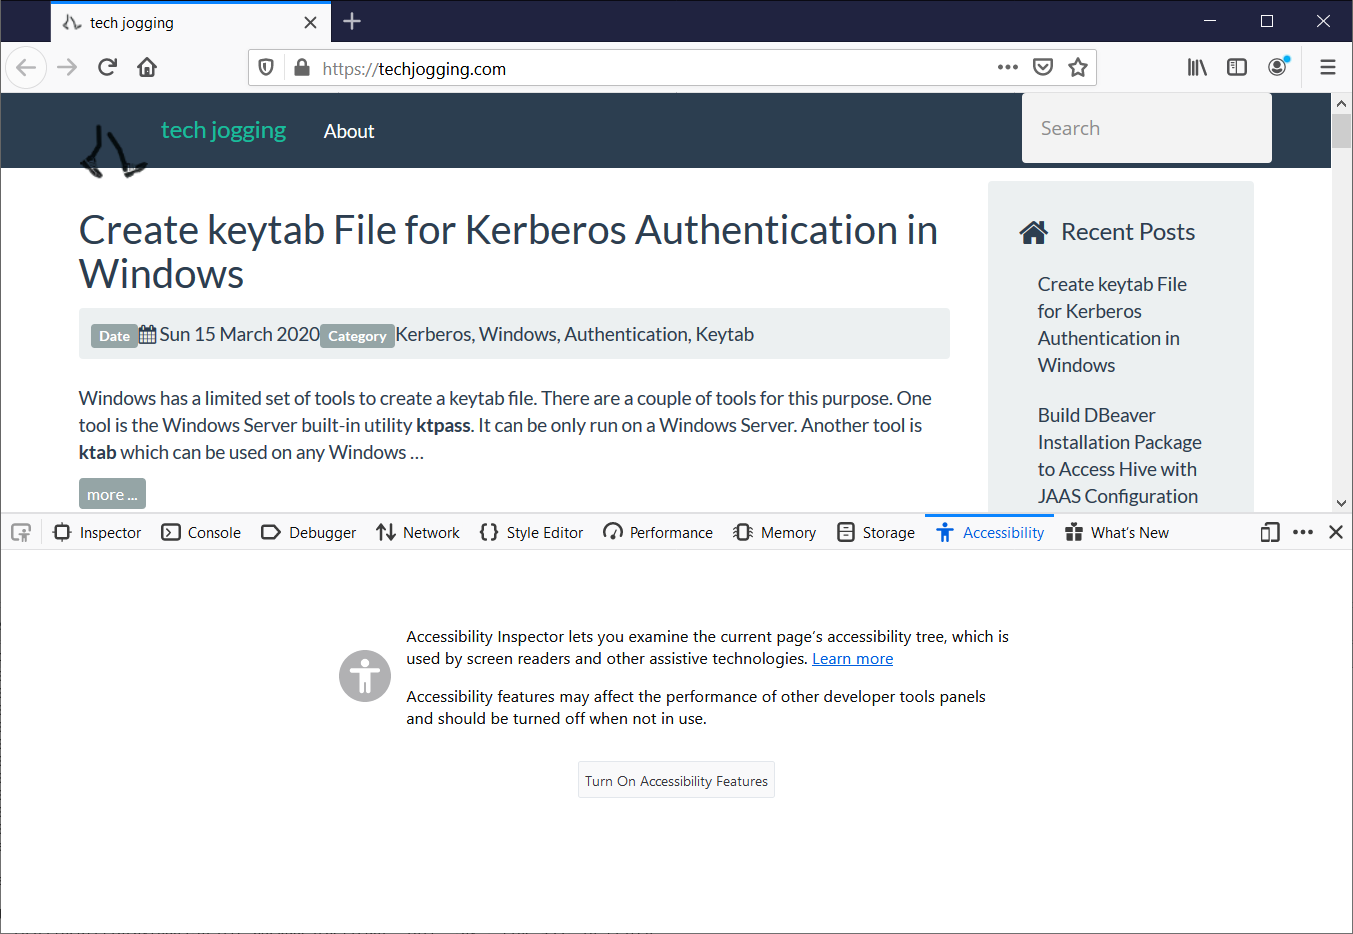 tech jogging
https://techjogging.com
tech jogging
About
Search
Create keytab File for Kerberos Authentication in
Windows
Date Sun 15 March 2020 Category Kerberos, Windows, Authentication, Keytab
Windows has a limited set of tools to create a keytab file. There are a couple of tools for this purpose. One
tool is the Windows Server built-in utility ktpass. It can be only run on a Windows Server. Another tool is
ktab which can be used on any Windows …
more ...
Recent Posts
Create keytab File
for Kerberos
Authentication in
Windows
Build DBeaver
Installation Package
to Access Hive with
JAAS Configuration
Inspector
Console
Debugger
Network
Style Editor
Performance
Memory
Storage
Accessibility
What's New
Accessibility Inspector lets you examine the current page's accessibility tree, which is
used by screen readers and other assistive technologies. Learn more
Accessibility features may affect the performance of other developer tools panels
and should be turned off when not in use.
Turn On Accessibility Features